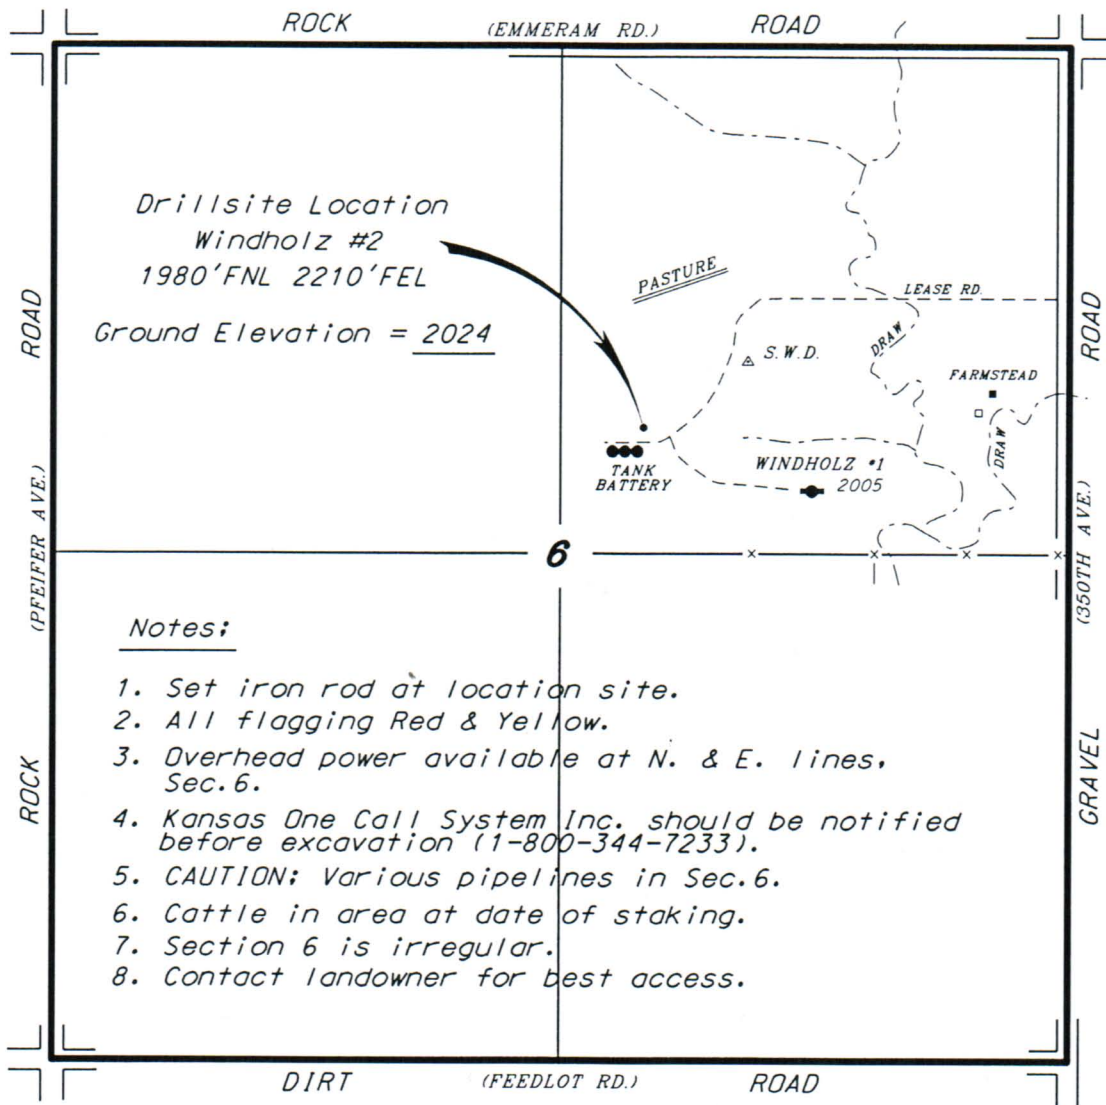 ROCK (EMMERAM RD.) ROAD
Drillsite Location
Windholz #2
1980'FNL 2210'FEL
Ground Elevation = 2024
PASTURE
LEASE RD.
DRAW
S.W.D.
FARMSTEAD
DRAW
TANK
BATTERY
WINDHOLZ #1
2005
ROCK (PFEIFER AVE.) ROAD
GRAVEL (350TH AVE.) ROAD
6
Notes:
1. Set iron rod at location site.
2. All flagging Red & Yellow.
3. Overhead power available at N. & E. lines,
Sec.6.
4. Kansas One Call System Inc. should be notified
before excavation (1-800-344-7233).
5. CAUTION: Various pipelines in Sec.6.
6. Cattle in area at date of staking.
7. Section 6 is irregular.
8. Contact landowner for best access.
DIRT (FEEDLOT RD.) ROAD